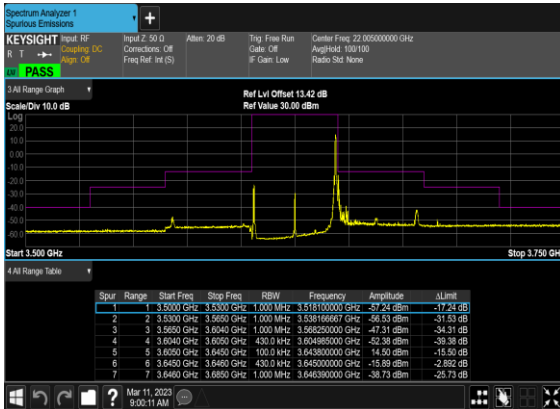 Spectrum Analyzer 1
Spurious Emissions
KEYSIGHT Input: RF Input Z: 50 Ω Atten: 20 dB Trig: Free Run Center Freq: 22.005000000 GHz
R T Coupling: DC Corrections: Off Gate: Off Avg|Hold: 100/100
Align: Off Freq Ref: Int (S) IF Gain: Low Radio Std: None
PASS
3 All Range Graph
Ref Lvl Offset 13.42 dB
Scale/Div 10.0 dB Ref Value 30.00 dBm
Log
20.0
10.0
0.00
-10.0
-20.0
-30.0
-40.0
-50.0
-60.0
Start 3.500 GHz Stop 3.750 GH
4 All Range Table
Spur Range Start Freq Stop Freq RBW Frequency Amplitude ΔLimit
1 1 3.5000 GHz 3.5300 GHz 1.000 MHz 3.518100000 GHz -57.24 dBm -17.24 dB
2 2 3.5300 GHz 3.5650 GHz 1.000 MHz 3.538166667 GHz -56.53 dBm -31.53 dB
3 3 3.5650 GHz 3.6040 GHz 1.000 MHz 3.568250000 GHz -47.31 dBm -34.31 dB
4 4 3.6040 GHz 3.6050 GHz 430.0 kHz 3.604985000 GHz -52.38 dBm -39.38 dB
5 5 3.6050 GHz 3.6450 GHz 100.0 kHz 3.643800000 GHz 14.50 dBm -15.50 dB
6 6 3.6450 GHz 3.6460 GHz 430.0 kHz 3.645000000 GHz -15.89 dBm -2.892 dB
7 7 3.6460 GHz 3.6850 GHz 1.000 MHz 3.646390000 GHz -38.73 dBm -25.73 dB
Mar 11, 2023
9:00:11 AM